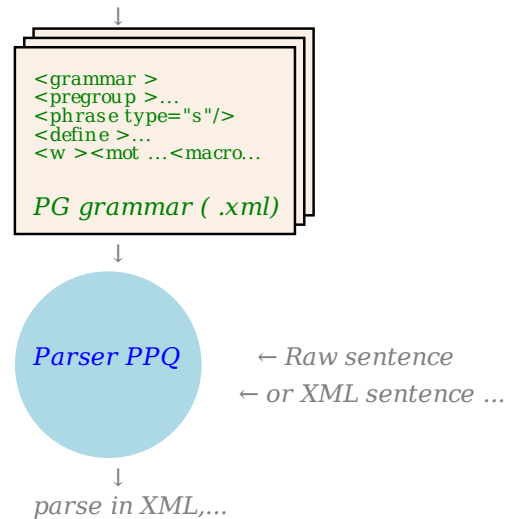 ↓
<grammar >
<pregroup >...
<phrase type="s"/>
<define >...
<w ><mot ...<macro...
PG grammar ( .xml)
↓
Parser PPQ
← Raw sentence
← or XML sentence ...
↓
parse in XML,...